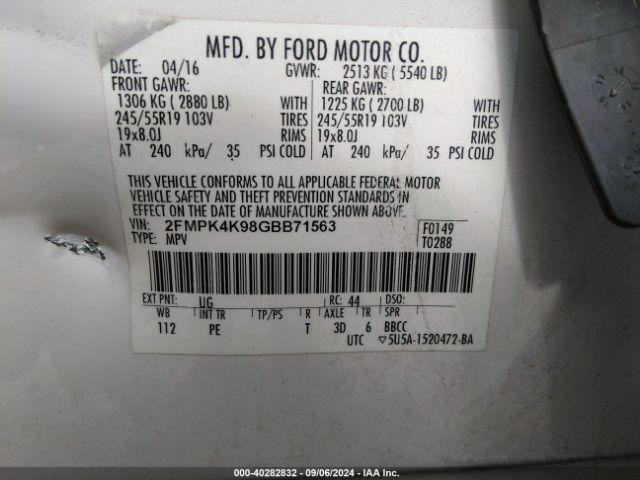 MFD. BY FORD MOTOR CO.
DATE: 04/16 GVWR: 2513 KG ( 5540 LB)
FRONT GAWR: REAR GAWR:
1306 KG ( 2880 LB) WITH 1225 KG ( 2700 LB) WITH
245/55R19 103V TIRES 245/55R19 103V TIRES
19x8.0J RIMS 19x8.0J RIMS
AT 240 kPa/ 35 PSI COLD AT 240 kPa/ 35 PSI COLD
THIS VEHICLE CONFORMS TO ALL APPLICABLE FEDERAL MOTOR
VEHICLE SAFETY AND THEFT PREVENTION STANDARDS IN
EFFECT ON THE DATE OF MANUFACTURE SHOWN ABOVE.
VIN: 2FMPK4K98GBB71563 F0149
TYPE: MPV T0288
EXT PNT: UG RC: 44 DSO:
WB INT TR TP/PS R AXLE TR SPR
112 PE T 3D 6 BBCC
UTC ▽5U5A-1520472-BA
000-40282832 - 09/06/2024 - IAA Inc.